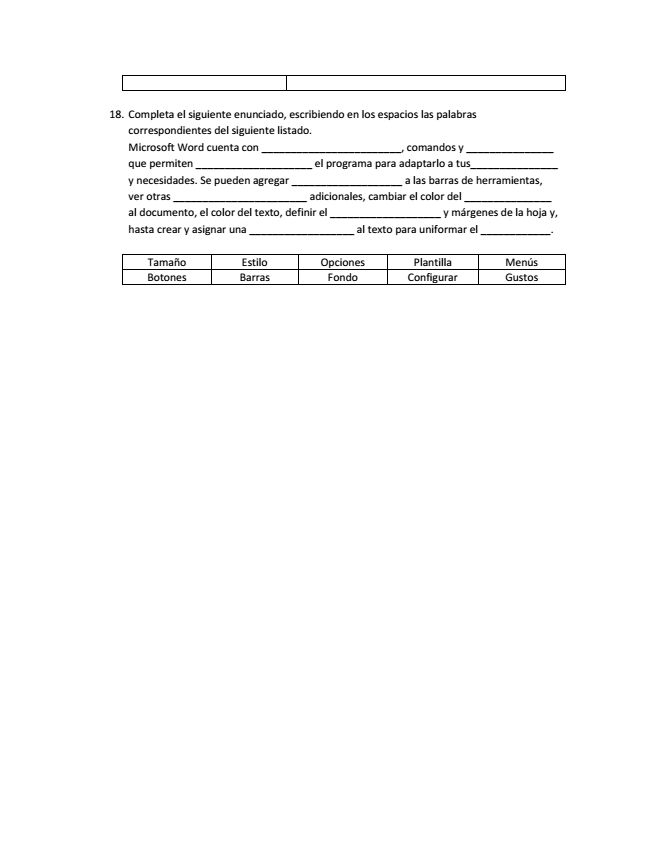 18. Completa el siguiente enunciado, escribiendo en los espacios las palabras
correspondientes del siguiente listado.
Microsoft Word cuenta con ________________________, comandos y _______________
que permiten ____________________ el programa para adaptarlo a tus_______________
y necesidades. Se pueden agregar ___________________ a las barras de herramientas,
ver otras _______________________ adicionales, cambiar el color del _______________
al documento, el color del texto, definir el ___________________ y márgenes de la hoja y,
hasta crear y asignar una __________________ al texto para uniformar el ____________.
Tamaño Estilo Opciones Plantilla Menús
Botones Barras Fondo Configurar Gustos